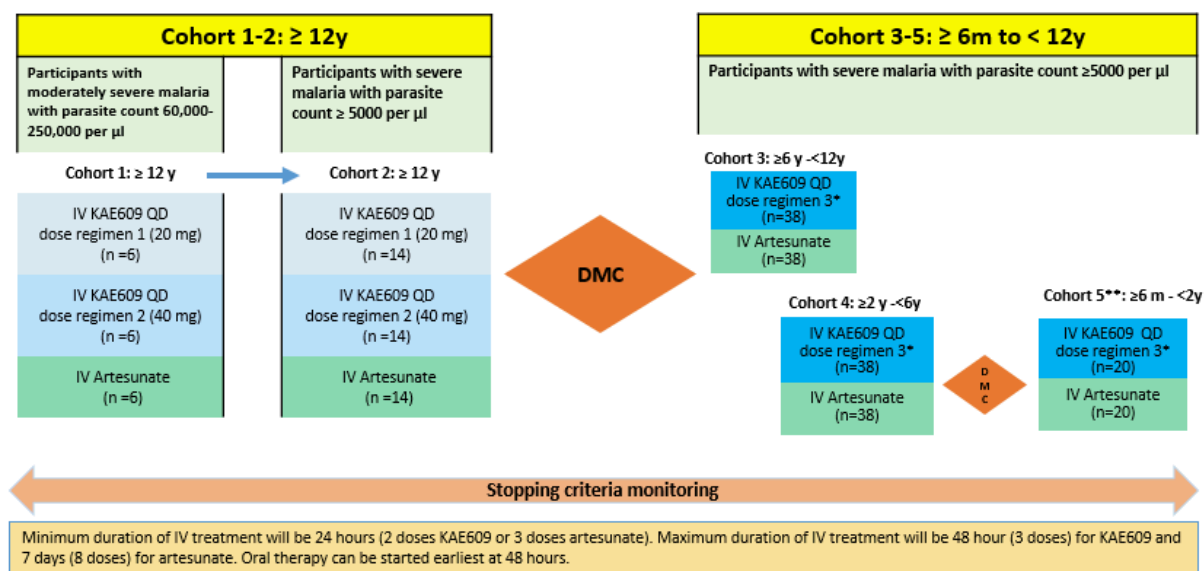 Cohort 1-2: ≥ 12y
Participants with
moderately severe malaria
with parasite count 60,000-
250,000 per µl
Participants with severe
malaria with parasite
count ≥ 5000 per µl
Cohort 1: ≥ 12 y
Cohort 2: ≥ 12 y
IV KAE609 QD
dose regimen 1 (20 mg)
(n =6)
IV KAE609 QD
dose regimen 1 (20 mg)
(n =14)
IV KAE609 QD
dose regimen 2 (40 mg)
(n =6)
IV KAE609 QD
dose regimen 2 (40 mg)
(n =14)
IV Artesunate
(n =6)
IV Artesunate
(n =14)
DMC
Cohort 3-5: ≥ 6m to < 12y
Participants with severe malaria with parasite count ≥5000 per µl
Cohort 3: ≥6 y -<12y
IV KAE609 QD
dose regimen 3*
(n=38)
IV Artesunate
(n=38)
Cohort 4: ≥2 y -<6y
IV KAE609 QD
dose regimen 3*
(n=38)
IV Artesunate
(n=38)
D
M
C
Cohort 5**: ≥6 m - <2y
IV KAE609 QD
dose regimen 3*
(n=20)
IV Artesunate
(n=20)
Stopping criteria monitoring
Minimum duration of IV treatment will be 24 hours (2 doses KAE609 or 3 doses artesunate). Maximum duration of IV treatment will be 48 hour (3 doses) for KAE609 and
7 days (8 doses) for artesunate. Oral therapy can be started earliest at 48 hours.